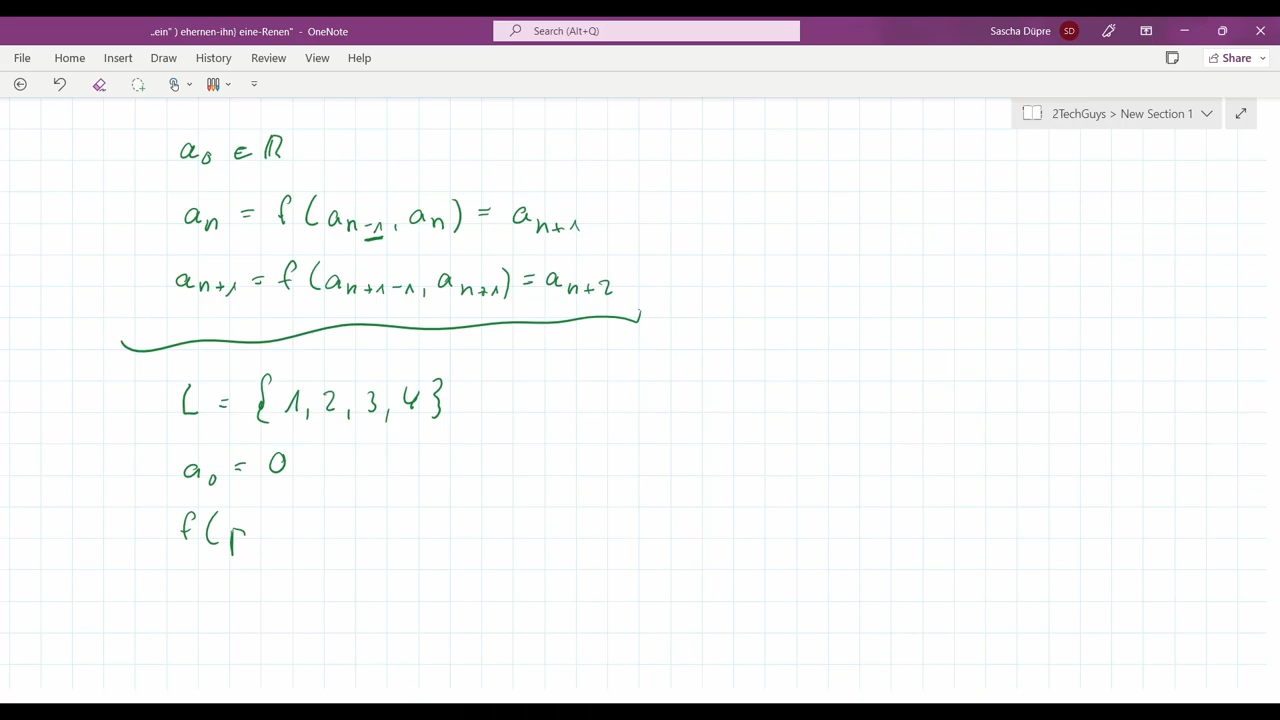 ..ein" ) ehernen-ihn) eine-Renen" - OneNote
Search (Alt+Q)
Sascha Düpre
SD
File Home Insert Draw History Review View Help
Share
2TechGuys > New Section 1
a₀ ∈ ℝ
aₙ = f(aₙ₋₁, aₙ) = aₙ₊₁
aₙ₊₁ = f(aₙ₊₁₋₁, aₙ₊₁) = aₙ₊₂
L = {1, 2, 3, 4}
a₀ = 0
f(p